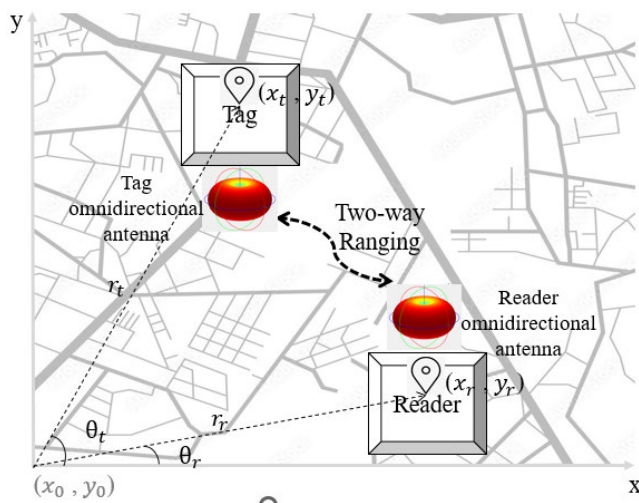 y
(x_t , y_t)
Tag
Tag
omnidirectional
antenna
Two-way
Ranging
r_t
Reader
omnidirectional
antenna
(x_r , y_r)
Reader
r_r
θ_t
θ_r
(x_0 , y_0)
x